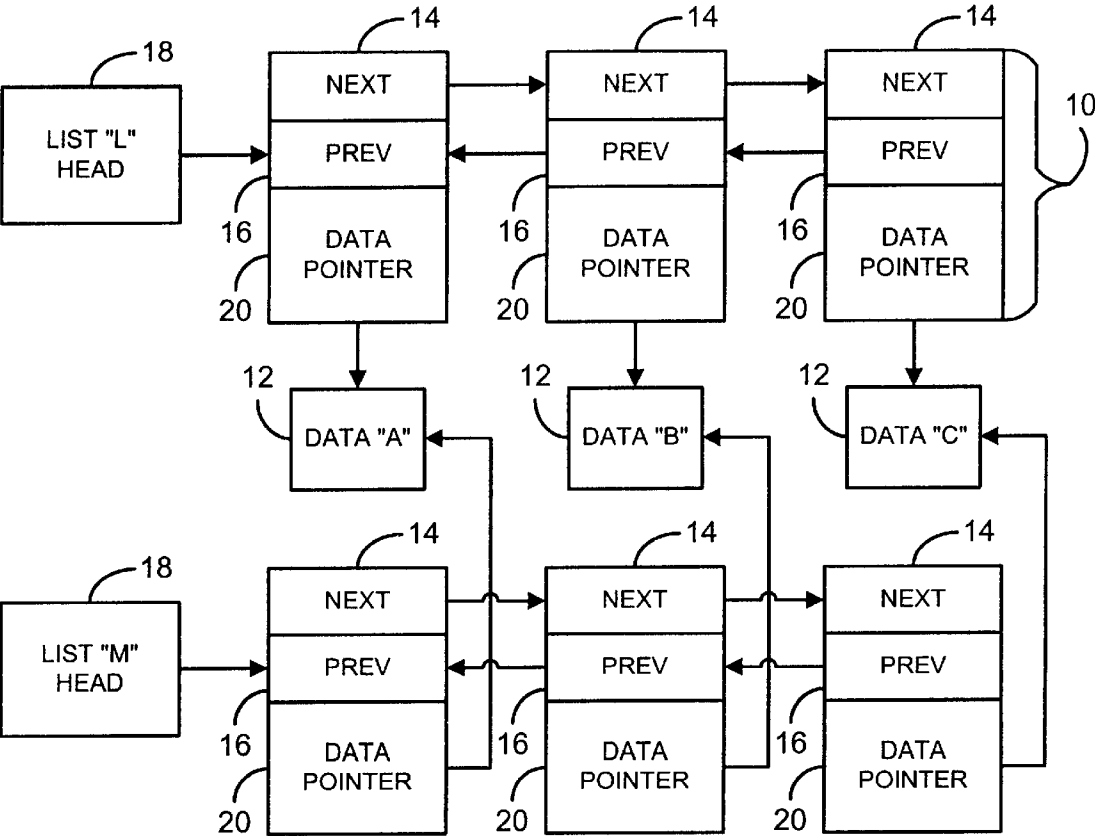 14
14
14
18
NEXT
NEXT
NEXT
10
LIST "L"
HEAD
PREV
PREV
PREV
16
16
16
DATA
POINTER
DATA
POINTER
DATA
POINTER
20
20
20
12
12
12
DATA "A"
DATA "B"
DATA "C"
14
14
14
18
NEXT
NEXT
NEXT
LIST "M"
HEAD
PREV
PREV
PREV
16
16
16
DATA
POINTER
DATA
POINTER
DATA
POINTER
20
20
20